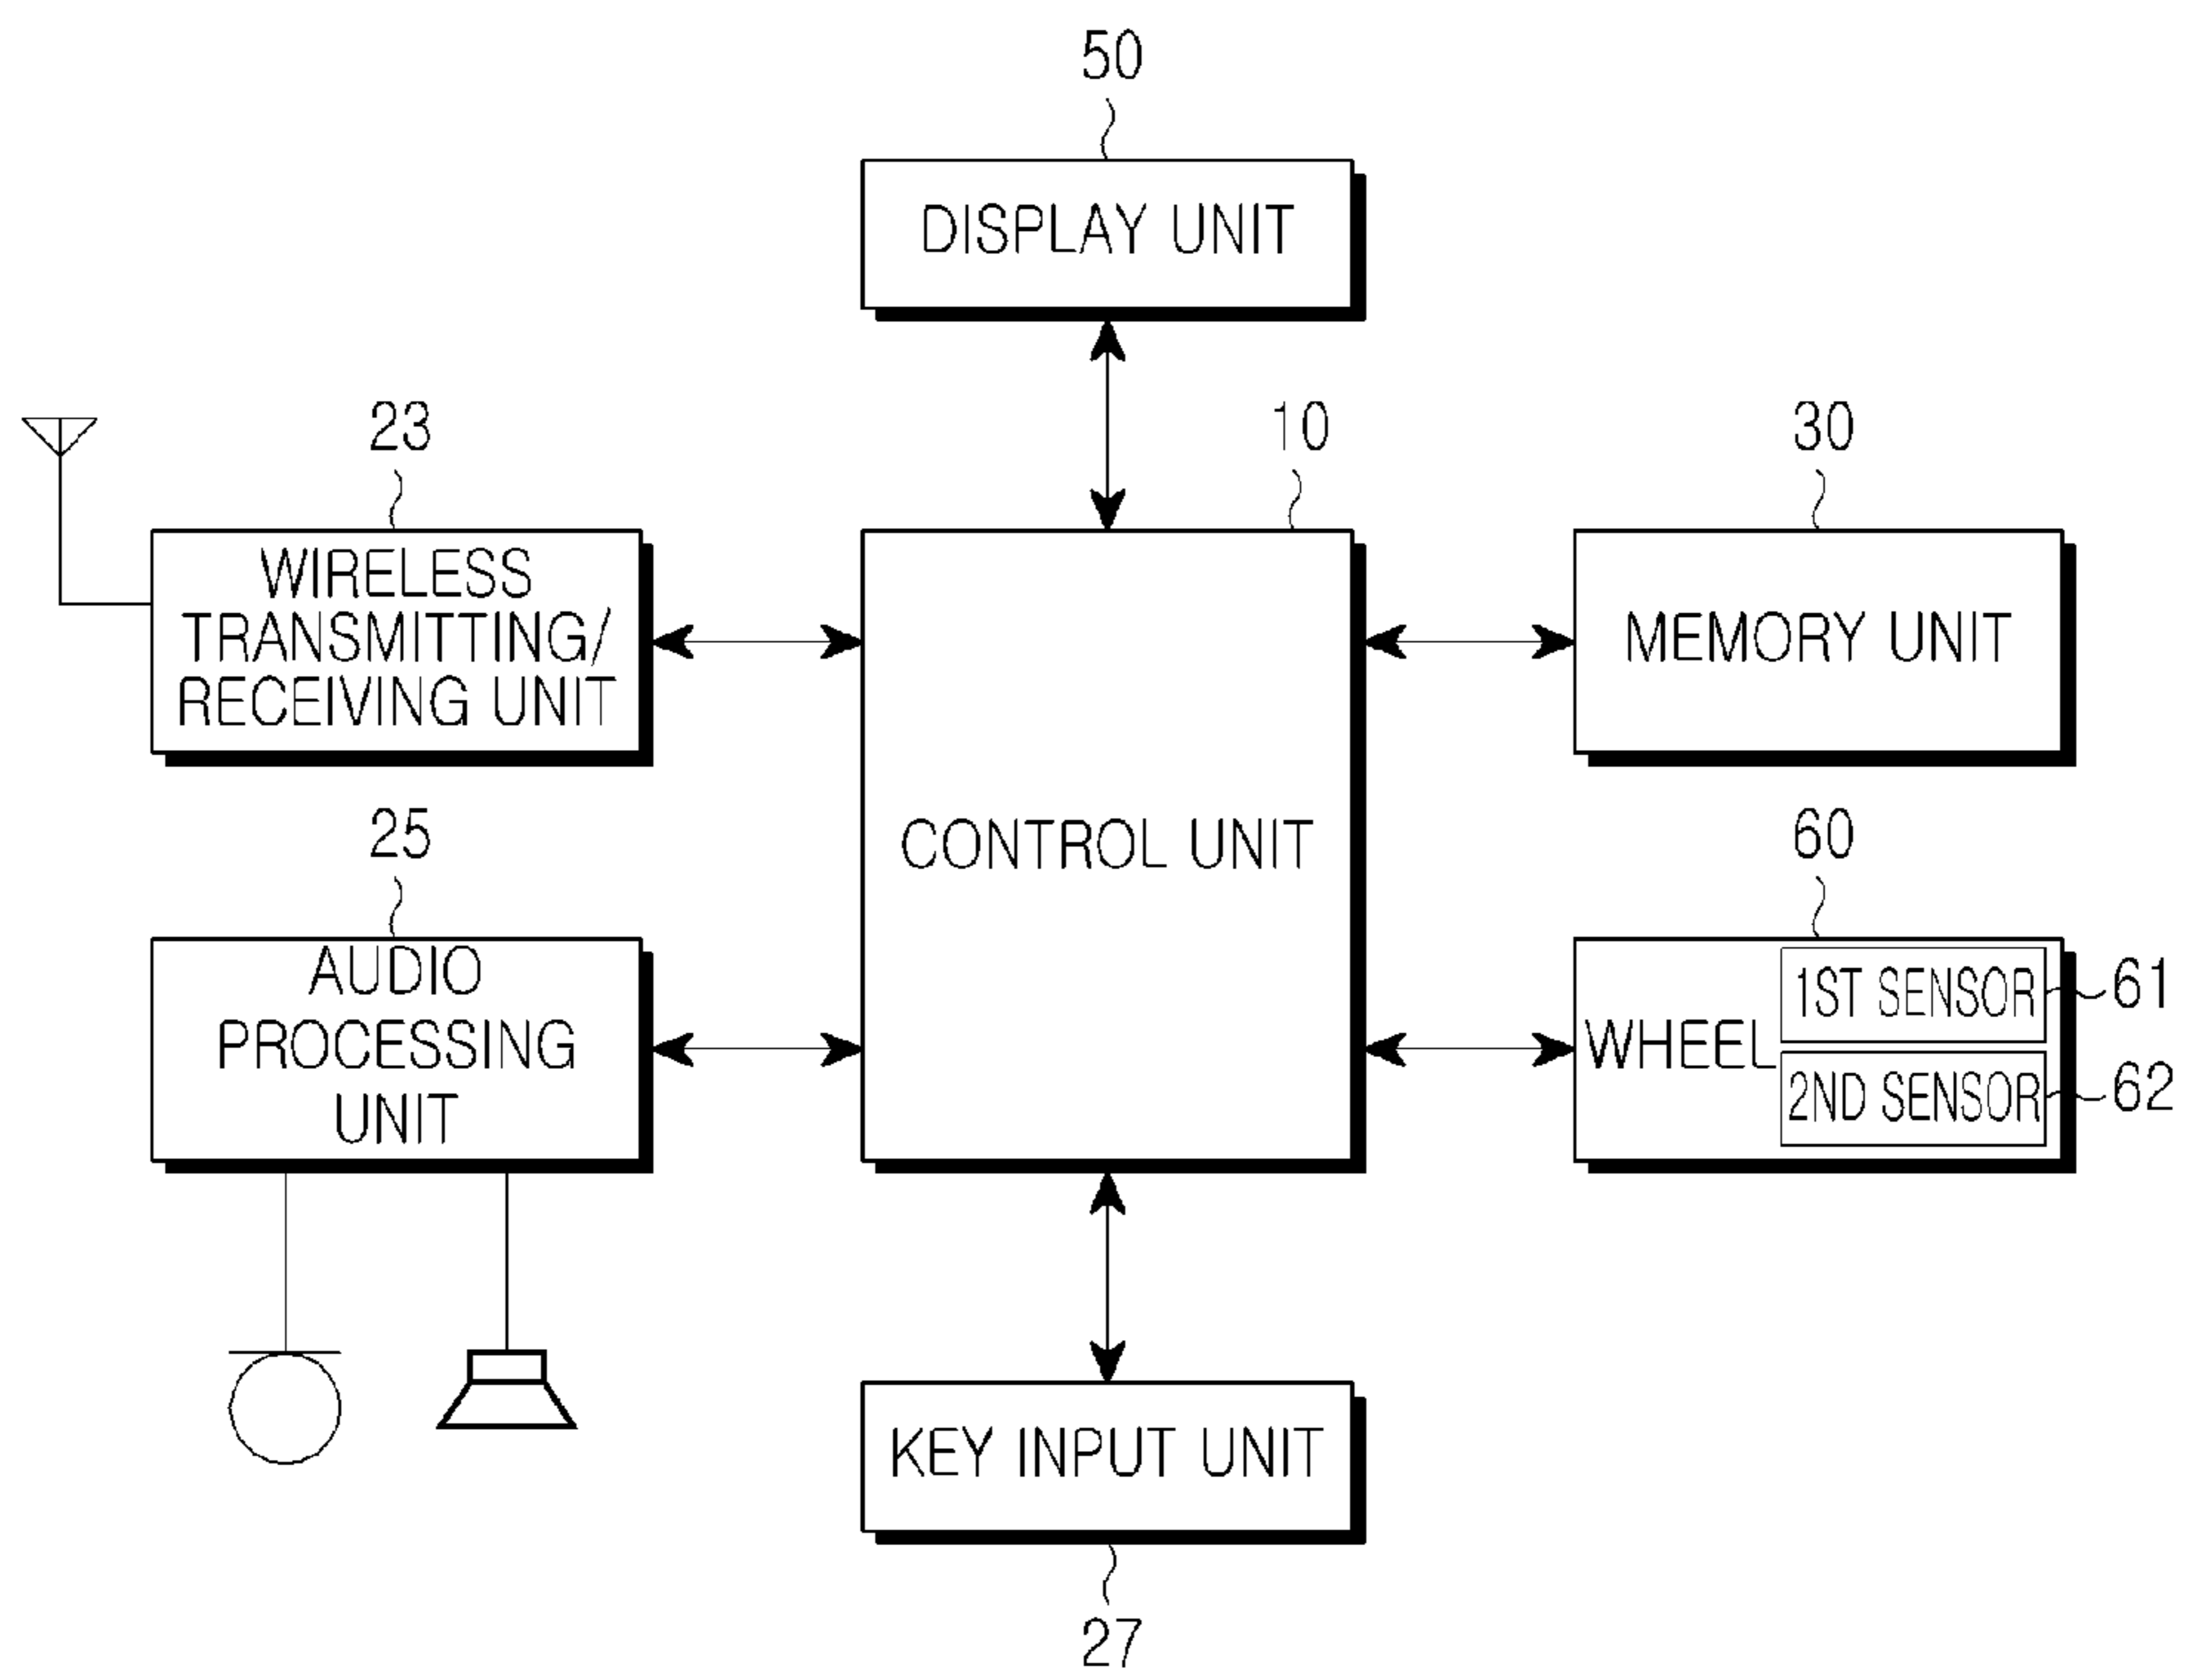 50
DISPLAY UNIT
23
10
30
WIRELESS
TRANSMITTING/
RECEIVING UNIT
MEMORY UNIT
CONTROL UNIT
25
60
AUDIO
PROCESSING
UNIT
WHEEL
1ST SENSOR
61
2ND SENSOR
62
KEY INPUT UNIT
27